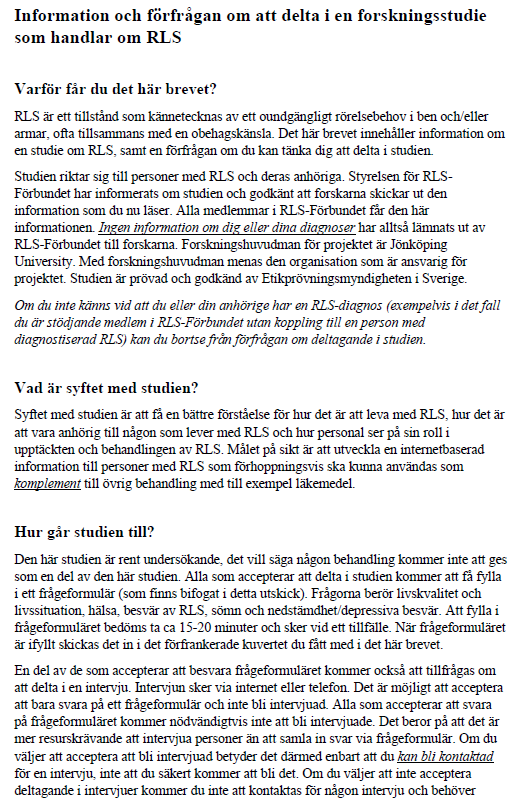 Information och förfrågan om att delta i en forskningsstudie
som handlar om RLS
Varför får du det här brevet?
RLS är ett tillstånd som kännetecknas av ett oundgängligt rörelsebehov i ben och/eller
armar, ofta tillsammans med en obehagskänsla. Det här brevet innehåller information om
en studie om RLS, samt en förfrågan om du kan tänka dig att delta i studien.
Studien riktar sig till personer med RLS och deras anhöriga. Styrelsen för RLS-
Förbundet har informerats om studien och godkänt att forskarna skickar ut den
information som du nu läser. Alla medlemmar i RLS-Förbundet får den här
informationen. Ingen information om dig eller dina diagnoser har alltså lämnats ut av
RLS-Förbundet till forskarna. Forskningshuvudman för projektet är Jönköping
University. Med forskningshuvudman menas den organisation som är ansvarig för
projektet. Studien är prövad och godkänd av Etikprövningsmyndigheten i Sverige.
Om du inte känns vid att du eller din anhörige har en RLS-diagnos (exempelvis i det fall
du är stödjande medlem i RLS-Förbundet utan koppling till en person med
diagnostiserad RLS) kan du bortse från förfrågan om deltagande i studien.
Vad är syftet med studien?
Syftet med studien är att få en bättre förståelse för hur det är att leva med RLS, hur det är
att vara anhörig till någon som lever med RLS och hur personal ser på sin roll i
upptäckten och behandlingen av RLS. Målet på sikt är att utveckla en internetbaserad
information till personer med RLS som förhoppningsvis ska kunna användas som
komplement till övrig behandling med till exempel läkemedel.
Hur går studien till?
Den här studien är rent undersökande, det vill säga någon behandling kommer inte att ges
som en del av den här studien. Alla som accepterar att delta i studien kommer att få fylla
i ett frågeformulär (som finns bifogat i detta utskick). Frågorna berör livskvalitet och
livssituation, hälsa, besvär av RLS, sömn och nedstämdhet/depressiva besvär. Att fylla i
frågeformuläret bedöms ta ca 15-20 minuter och sker vid ett tillfälle. När frågeformuläret
är ifyllt skickas det in i det förfrankerade kuvertet du fått med i det här brevet.
En del av de som accepterar att besvara frågeformuläret kommer också att tillfrågas om
att delta i en intervju. Intervjun sker via internet eller telefon. Det är möjligt att acceptera
att bara svara på ett frågeformulär och inte bli intervjuad. Alla som accepterar att svara
på frågeformuläret kommer nödvändigtvis inte att bli intervjuade. Det beror på att det är
mer resurskrävande att intervjua personer än att samla in svar via frågeformulär. Om du
väljer att acceptera att bli intervjuad betyder det därmed enbart att du kan bli kontaktad
för en intervju, inte att du säkert kommer att bli det. Om du väljer att inte acceptera
deltagande i intervjuer kommer du inte att kontaktas för någon intervju och behöver